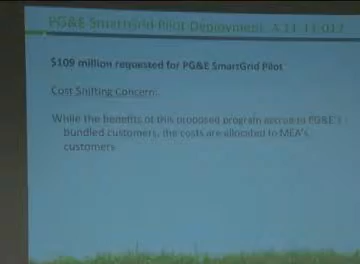 PG&E SmartGrid Pilot Deployment, A.11-11-017
$109 million requested for PG&E SmartGrid Pilot
Cost Shifting Concern:
While the benefits of this proposed program accrue to PG&E's
bundled customers, the costs are allocated to MEA's
customers